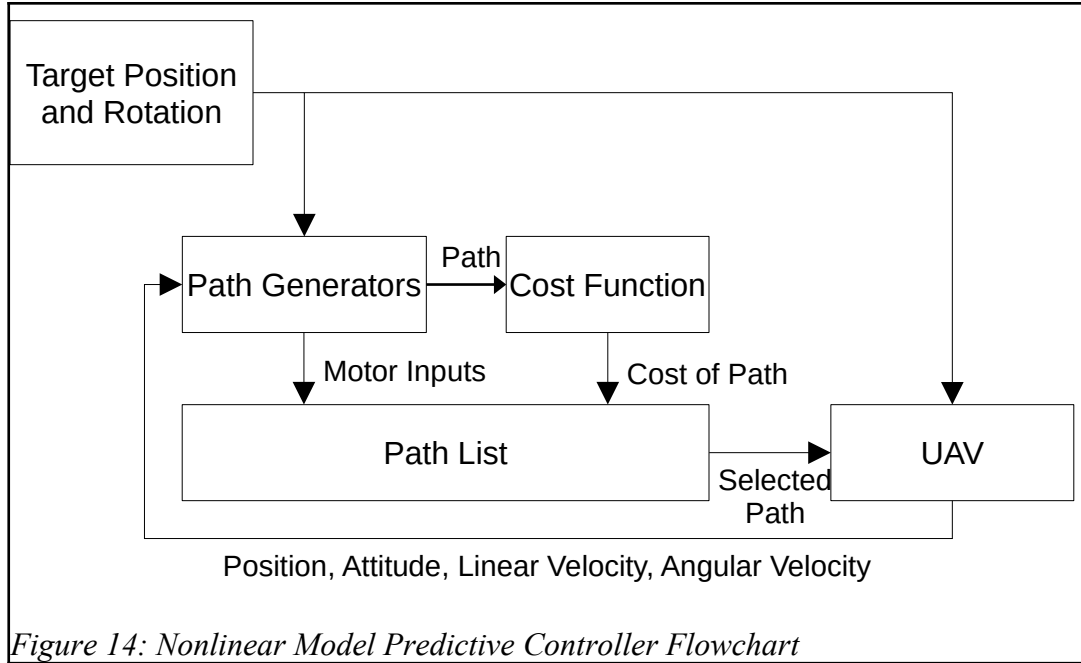 Target Position
and Rotation
Path
Path Generators
Cost Function
Motor Inputs
Cost of Path
Path List
UAV
Selected
Path
Position, Attitude, Linear Velocity, Angular Velocity
Figure 14: Nonlinear Model Predictive Controller Flowchart